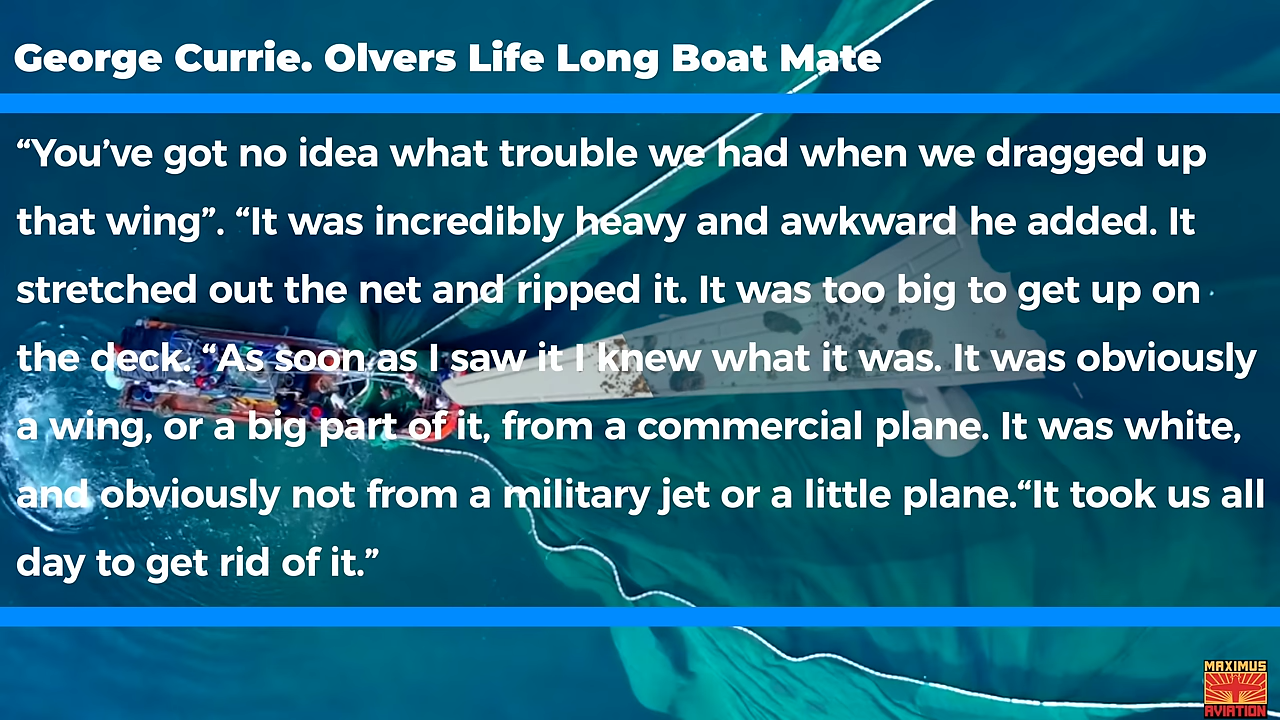 George Currie. Olvers Life Long Boat Mate
“You’ve got no idea what trouble we had when we dragged up
that wing”. “It was incredibly heavy and awkward he added. It
stretched out the net and ripped it. It was too big to get up on
the deck. “As soon as I saw it I knew what it was. It was obviously
a wing, or a big part of it, from a commercial plane. It was white,
and obviously not from a military jet or a little plane.“It took us all
day to get rid of it.”
MAXIMUS
AVIATION